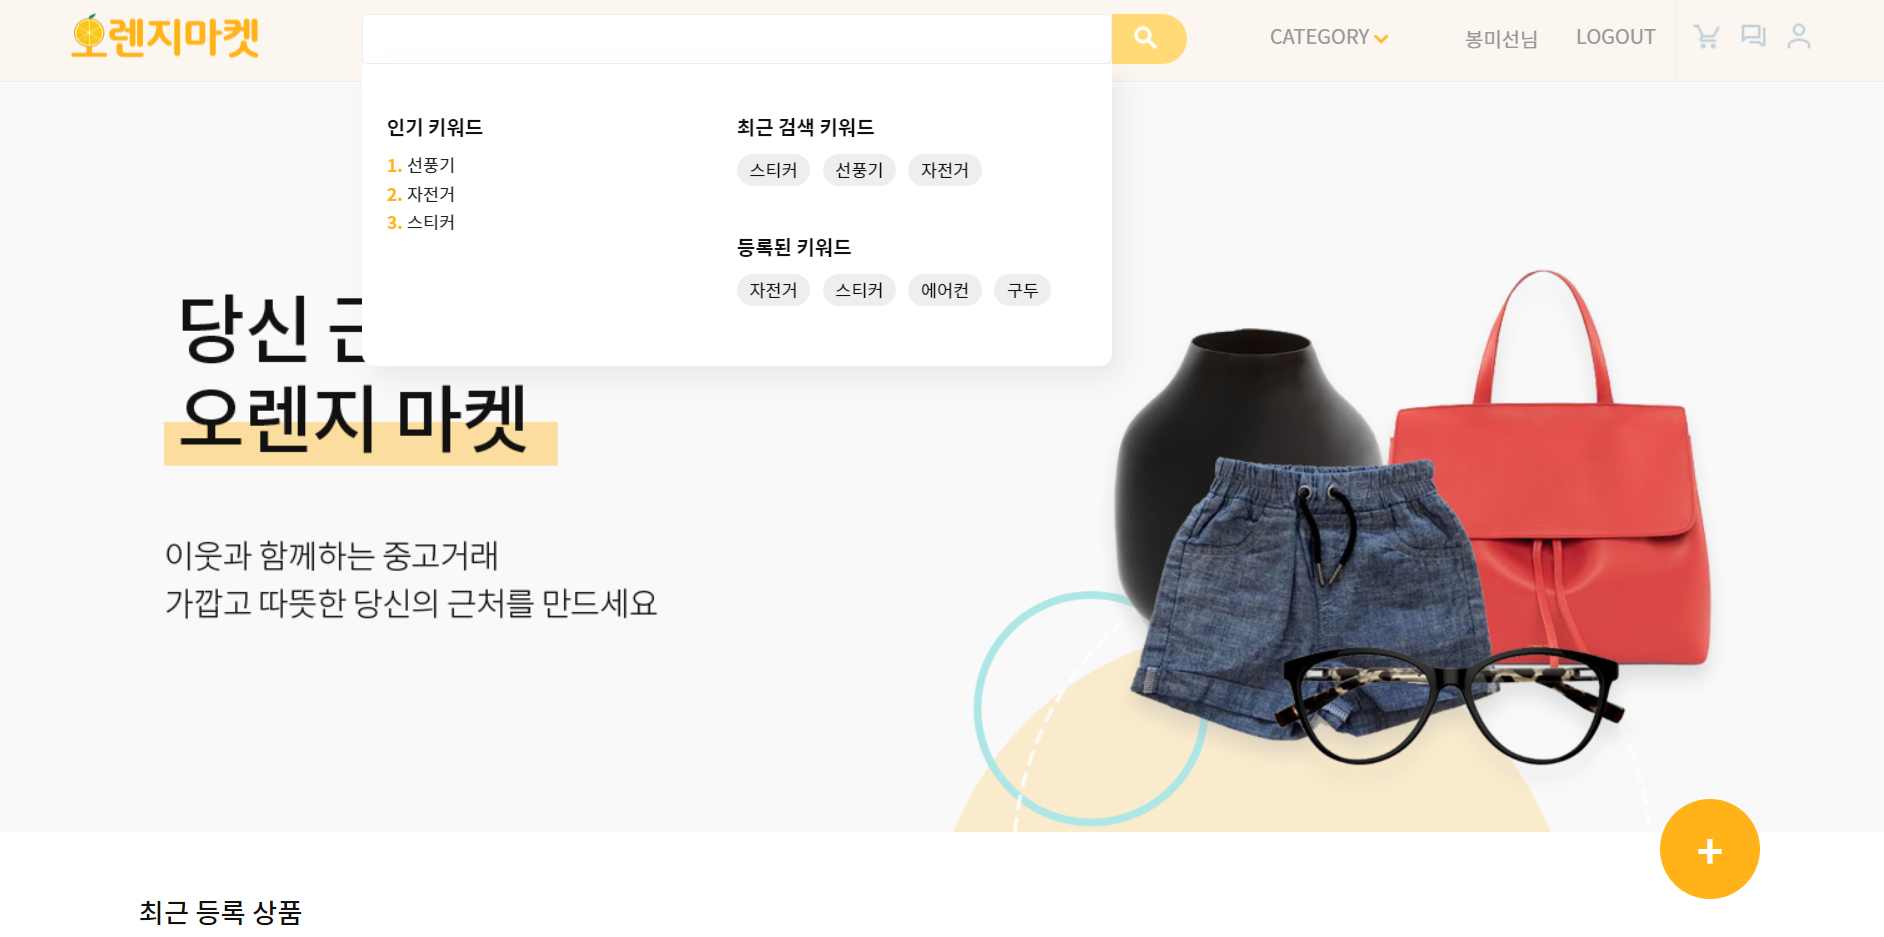 오렌지마켓
CATEGORY
봉미선님
LOGOUT
인기 키워드
1. 선풍기
2. 자전거
3. 스티커
최근 검색 키워드
스티커 선풍기 자전거
등록된 키워드
자전거 스티커 에어컨 구두
당신
오렌지 마켓
이웃과 함께하는 중고거래
가깝고 따뜻한 당신의 근처를 만드세요
+
최근 등록 상품